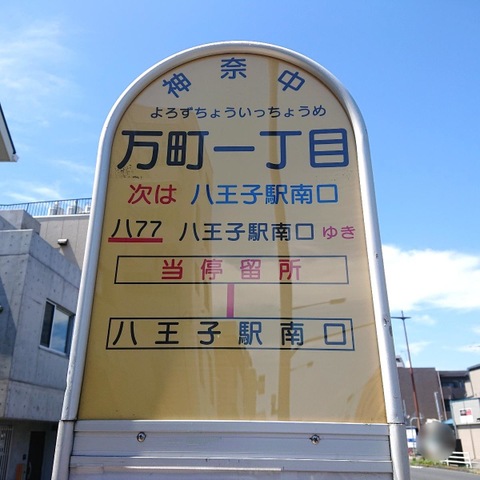 神奈中
よろずちょういっちょうめ
万町一丁目
次は 八王子駅南口
八77 八王子駅南口 ゆき
当停留所
八王子駅南口